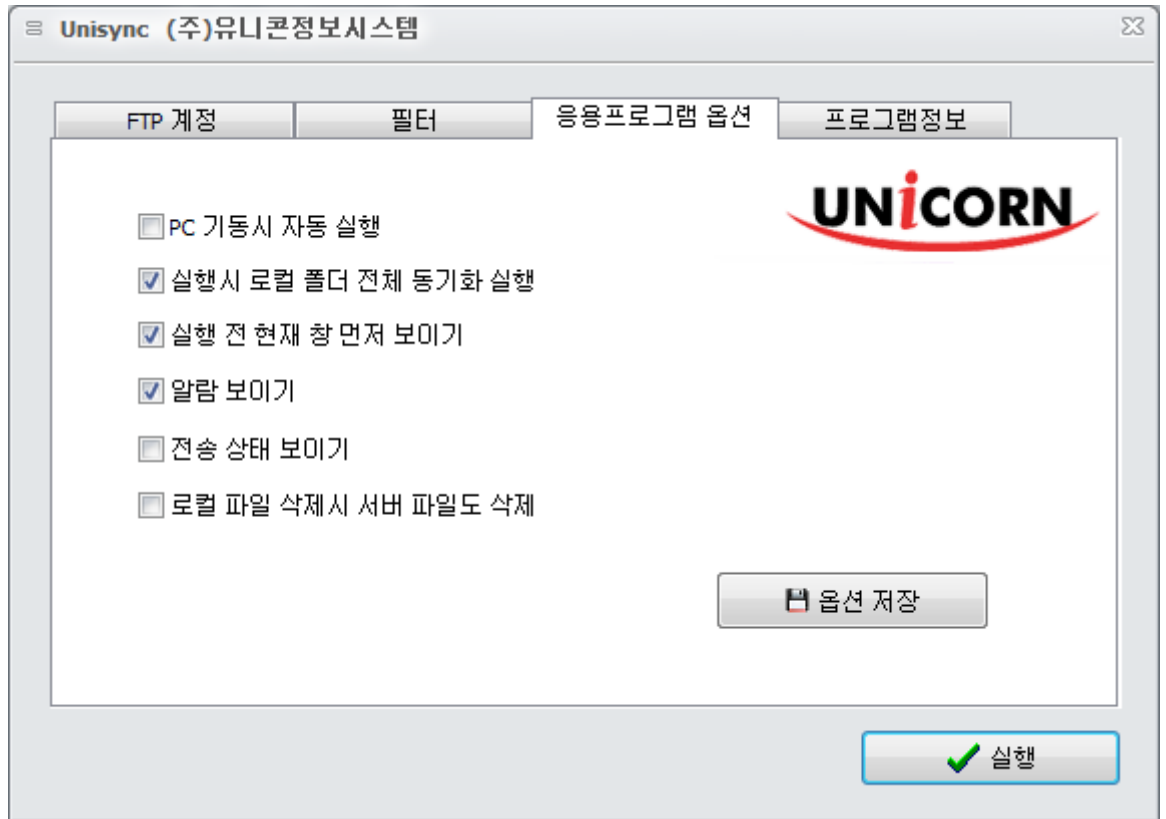 Unisync (주)유니콘정보시스템
FTP 계정 필터 응용프로그램 옵션 프로그램정보
UNiCORN
PC 기동시 자동 실행
실행시 로컬 폴더 전체 동기화 실행
실행 전 현재 창 먼저 보이기
알람 보이기
전송 상태 보이기
로컬 파일 삭제시 서버 파일도 삭제
옵션 저장
실행